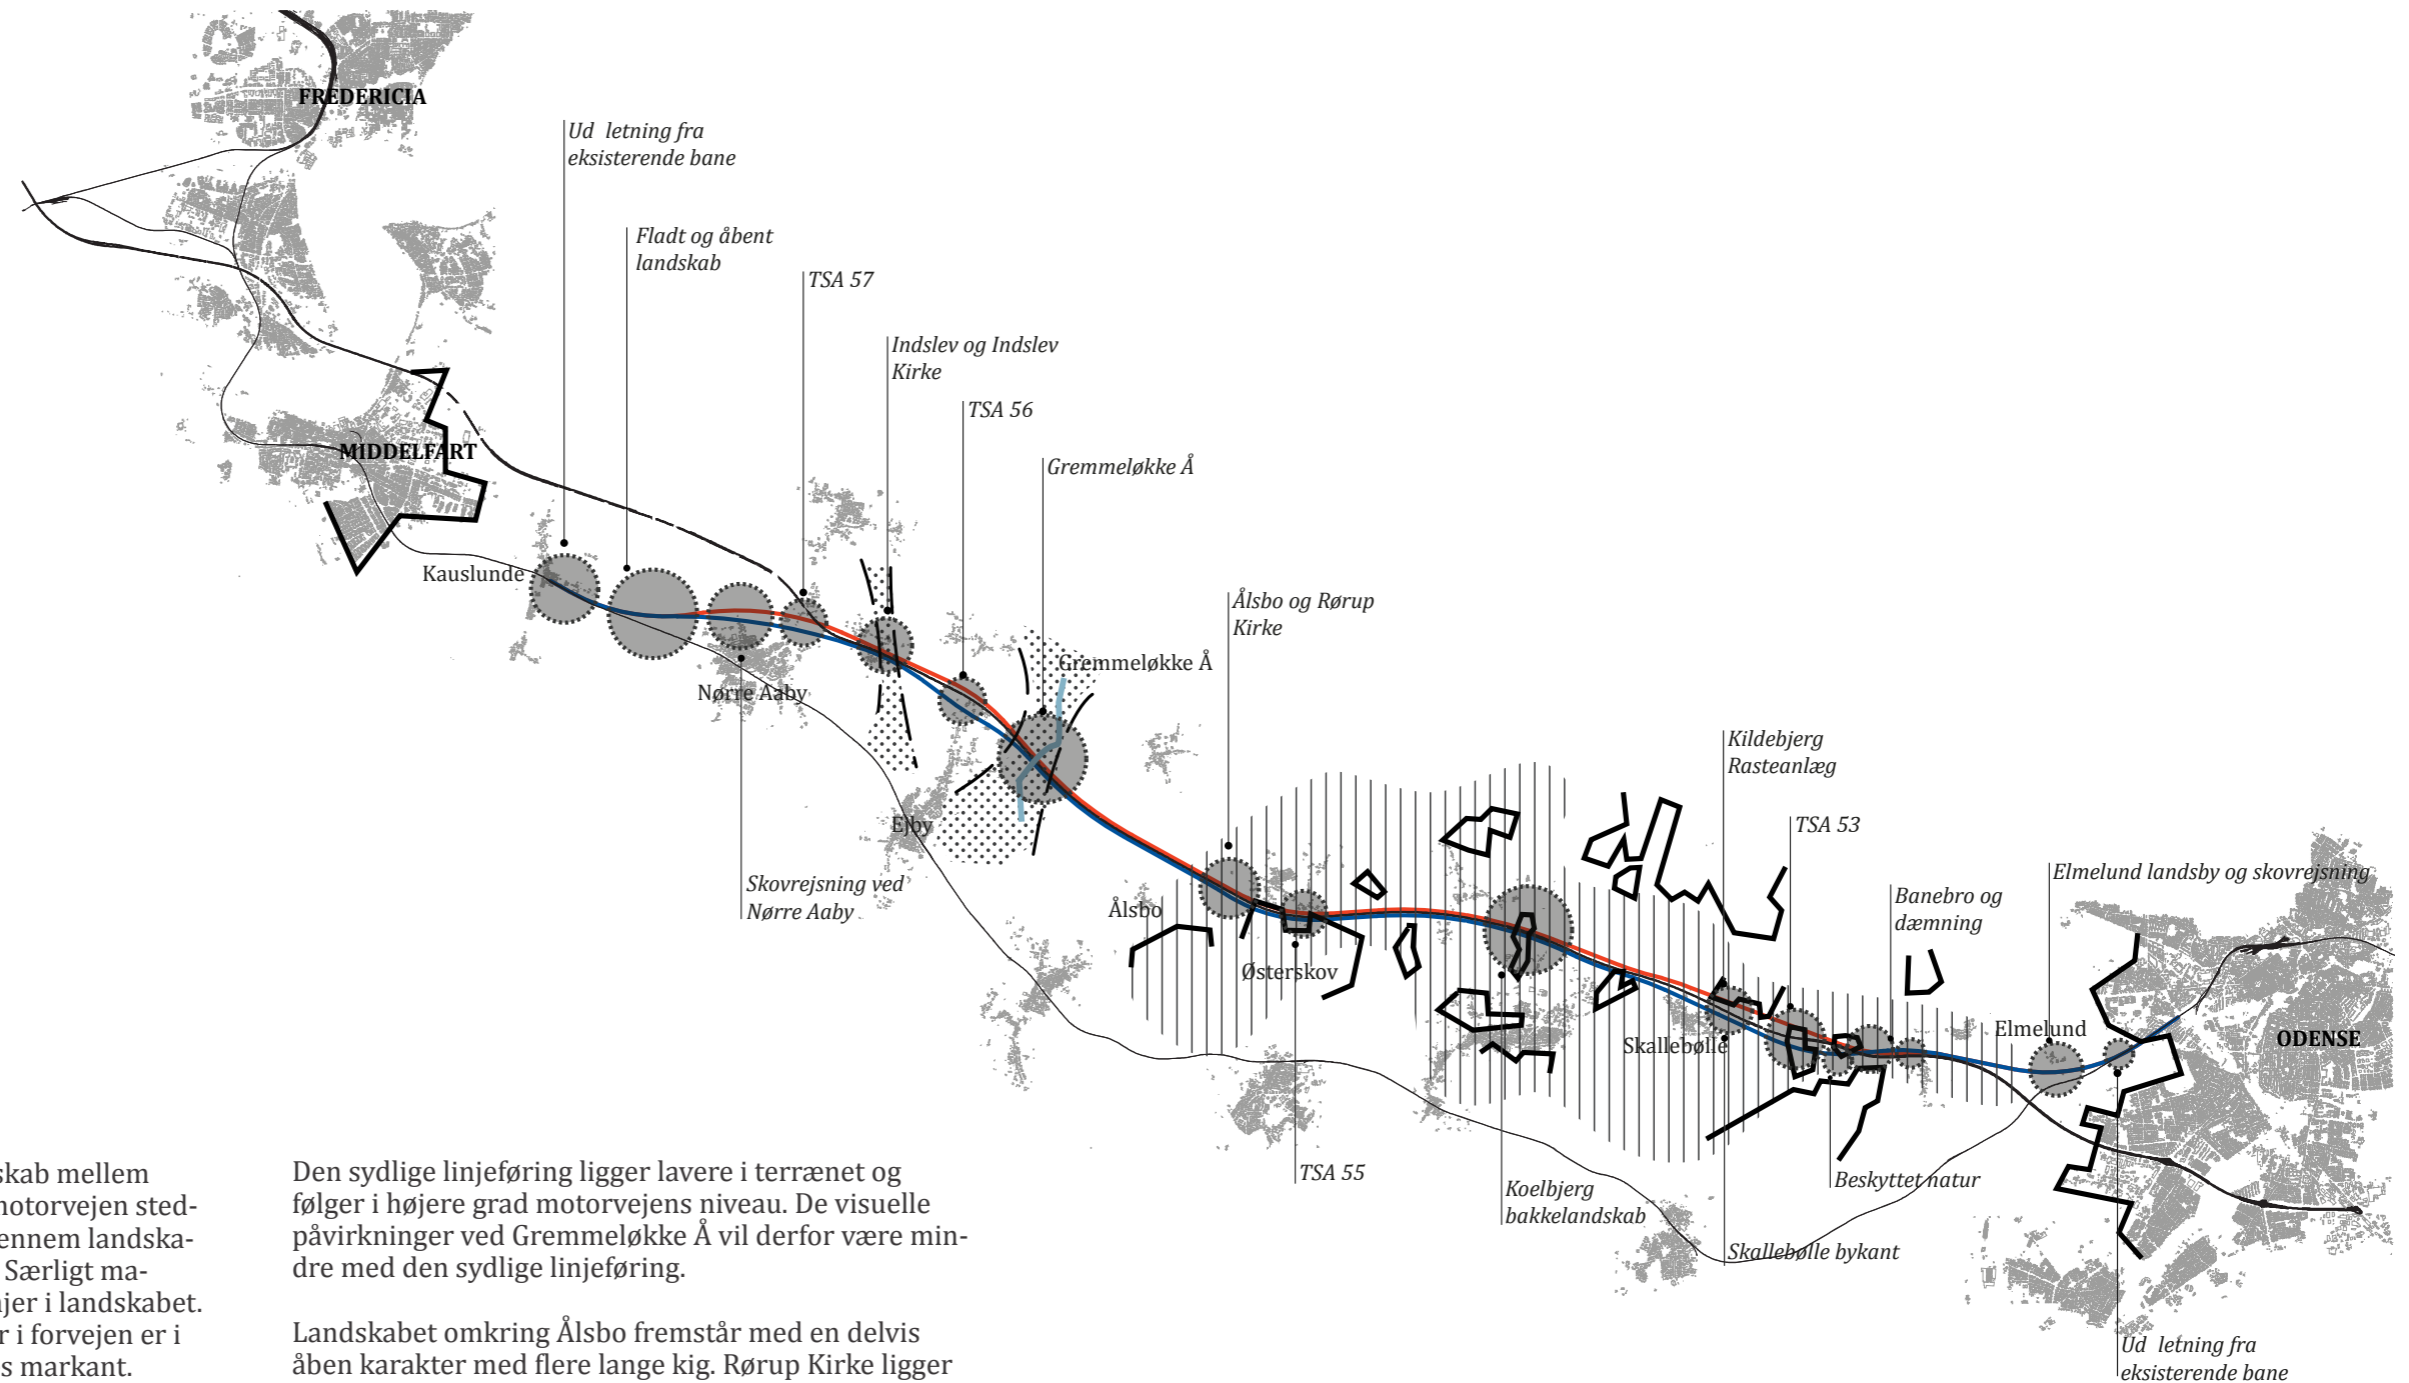 FREDERICIA
Ud letning fra
eksisterende bane
Fladt og åbent
landskab
TSA 57
Indslev og Indslev
Kirke
TSA 56
MIDDELFART
Gremmeløkke Å
Kauslunde
Ålsbo og Rørup
Kirke
Gremmeløkke Å
Nørre Aaby
Kildebjerg
Rasteanlæg
Ejby
TSA 53
Skovrejsning ved
Nørre Aaby
Elmelund landsby og skovrejsning
Banebro og
dæmning
Ålsbo
Østerskov
Skallebølle
Elmelund
ODENSE
TSA 55
Koelbjerg
bakkelandskab
Beskyttet natur
Skallebølle bykant
Ud letning fra
eksisterende bane
skab mellem
motorvejen sted-
ennem landska-
Særligt ma-
njer i landskabet.
r i forvejen er i
s markant.
Den sydlige linjeføring ligger lavere i terrænet og
følger i højere grad motorvejens niveau. De visuelle
påvirkninger ved Gremmeløkke Å vil derfor være min-
dre med den sydlige linjeføring.
Landskabet omkring Ålsbo fremstår med en delvis
åben karakter med flere lange kig. Rørup Kirke ligger